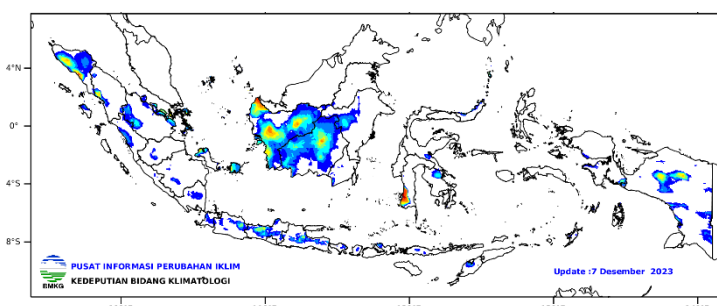 4°N
0°
4°S
8°S
PUSAT INFORMASI PERUBAHAN IKLIM
KEDEPUTIAN BIDANG KLIMATOLOGI
BMKG
Update :7 Desember 2023